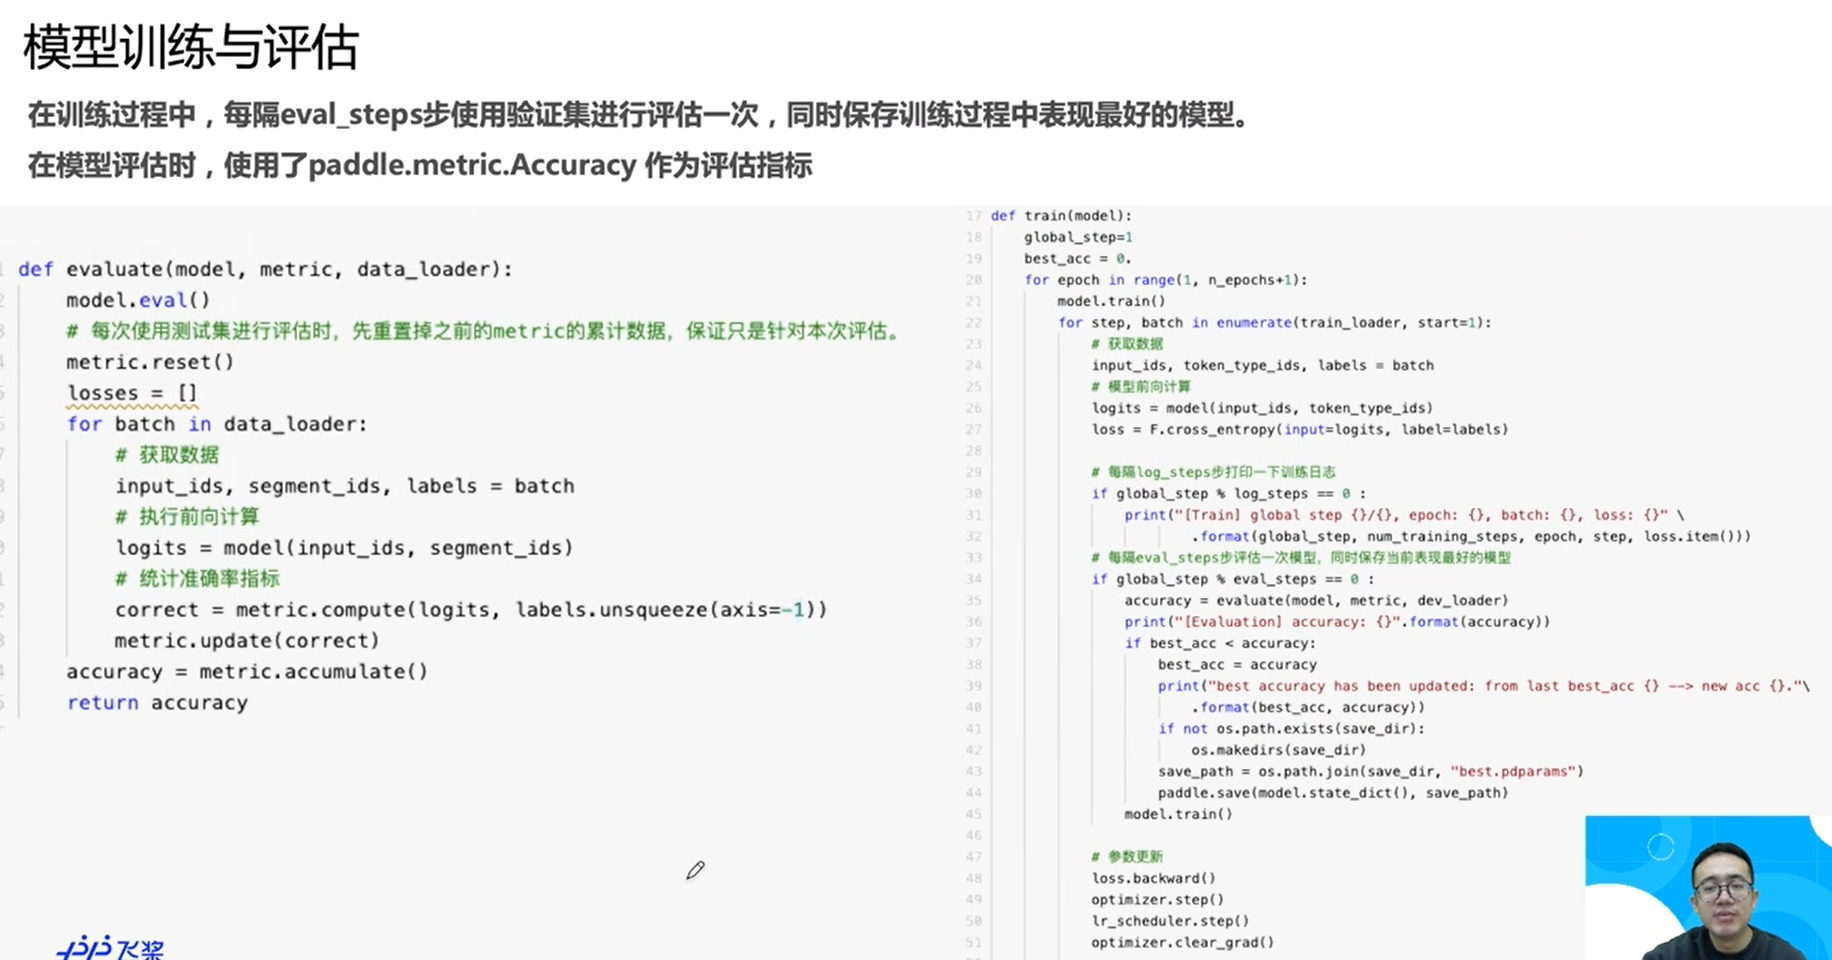 模型训练与评估
在训练过程中，每隔eval_steps步使用验证集进行评估一次，同时保存训练过程中表现最好的模型。
在模型评估时，使用了paddle.metric.Accuracy 作为评估指标
def evaluate(model, metric, data_loader):
model.eval()
# 每次使用测试集进行评估时，先重置掉之前的metric的累计数据，保证只是针对本次评估。
metric.reset()
losses = []
for batch in data_loader:
# 获取数据
input_ids, segment_ids, labels = batch
# 执行前向计算
logits = model(input_ids, segment_ids)
# 统计准确率指标
correct = metric.compute(logits, labels.unsqueeze(axis=-1))
metric.update(correct)
accuracy = metric.accumulate()
return accuracy
飞桨
17 def train(model):
18 global_step=1
19 best_acc = 0.
20 for epoch in range(1, n_epochs+1):
21 model.train()
22 for step, batch in enumerate(train_loader, start=1):
23 # 获取数据
24 input_ids, token_type_ids, labels = batch
25 # 模型前向计算
26 logits = model(input_ids, token_type_ids)
27 loss = F.cross_entropy(input=logits, label=labels)
28
29 # 每隔log_steps步打印一下训练日志
30 if global_step % log_steps == 0 :
31 print("[Train] global step {}/{}, epoch: {}, batch: {}, loss: {}" \
32 .format(global_step, num_training_steps, epoch, step, loss.item()))
33 # 每隔eval_steps步评估一次模型，同时保存当前表现最好的模型
34 if global_step % eval_steps == 0 :
35 accuracy = evaluate(model, metric, dev_loader)
36 print("[Evaluation] accuracy: {}".format(accuracy))
37 if best_acc < accuracy:
38 best_acc = accuracy
39 print("best accuracy has been updated: from last best_acc {} --> new acc {}."\
40 .format(best_acc, accuracy))
41 if not os.path.exists(save_dir):
42 os.makedirs(save_dir)
43 save_path = os.path.join(save_dir, "best.pdparams")
44 paddle.save(model.state_dict(), save_path)
45 model.train()
46
47 # 参数更新
48 loss.backward()
49 optimizer.step()
50 lr_scheduler.step()
51 optimizer.clear_grad()